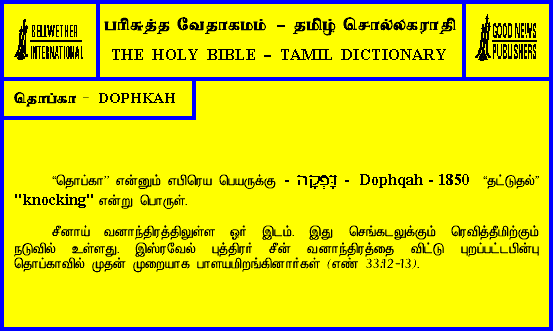 BELLWETHER
INTERNATIONAL
பரிசுத்த வேதாகமம் - தமிழ் சொல்லகராதி
THE HOLY BIBLE – TAMIL DICTIONARY
GOOD NEWS
PUBLISHERS
தொப்கா - DOPHKAH
“தொப்கா” என்னும் எபிரெய பெயருக்கு - דָּפְקָה - Dophqah - 1850 “தட்டுதல்”
"knocking" என்று பொருள்.
சீனாய் வனாந்திரத்திலுள்ள ஓர் இடம். இது செங்கடலுக்கும் ரெவித்தீமிற்கும்
நடுவில் உள்ளது. இஸ்ரவேல் புத்திரர் சீன் வனாந்திரத்தை விட்டு புறப்பட்டபின்பு
தொப்காவில் முதன் முறையாக பாளயமிறங்கினார்கள் (எண் 33:12-13).